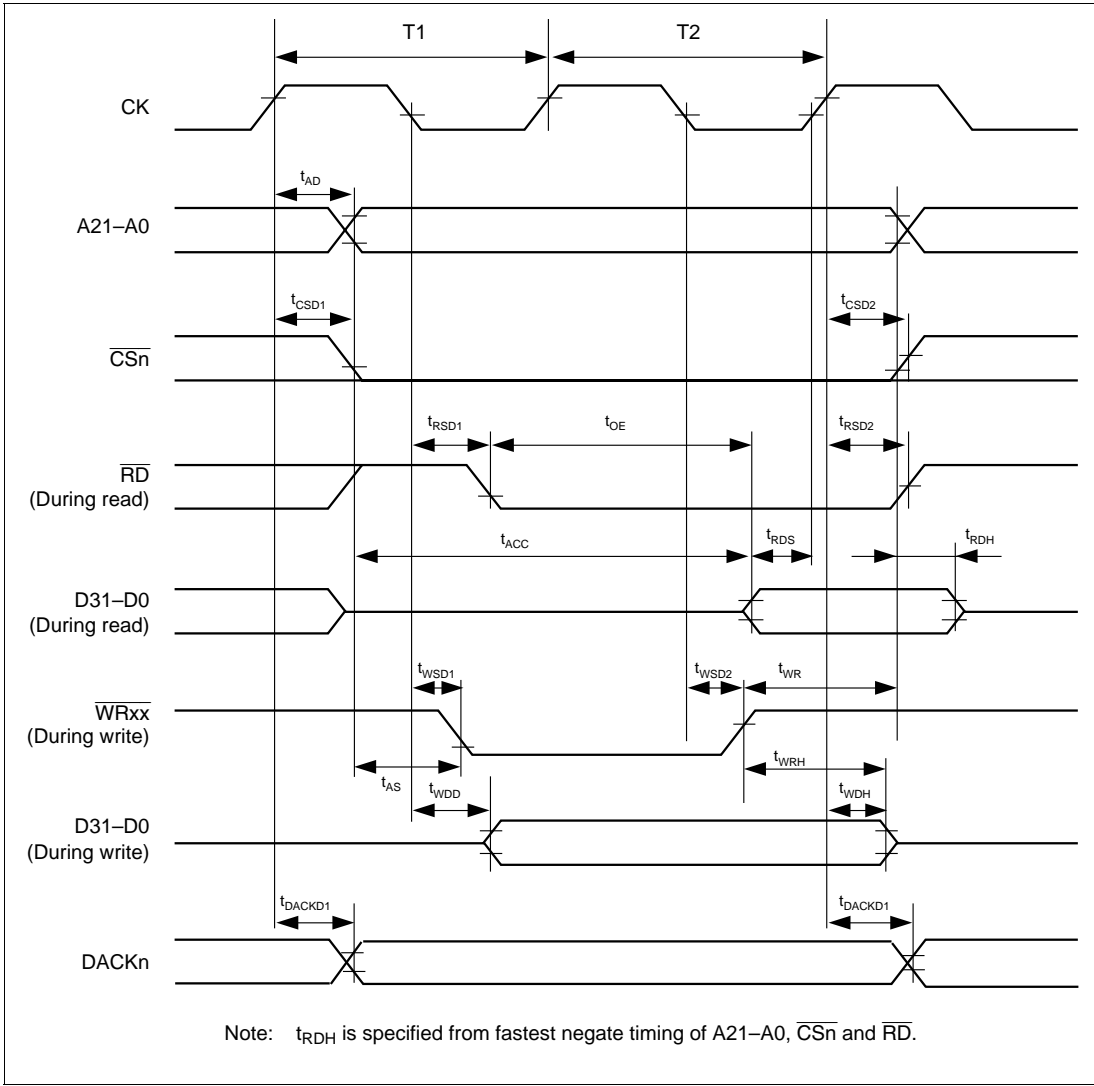 T1 T2
CK
tAD
A21–A0
tCSD1 tCSD2
CSn
tRSD1 tOE tRSD2
RD
(During read)
tACC tRDS tRDH
D31–D0
(During read)
tWSD1 tWSD2 tWR
WRxx
(During write)
tWRH
tAS tWDD tWDH
D31–D0
(During write)
tDACKD1 tDACKD1
DACKn
Note: tRDH is specified from fastest negate timing of A21–A0, CSn and RD.